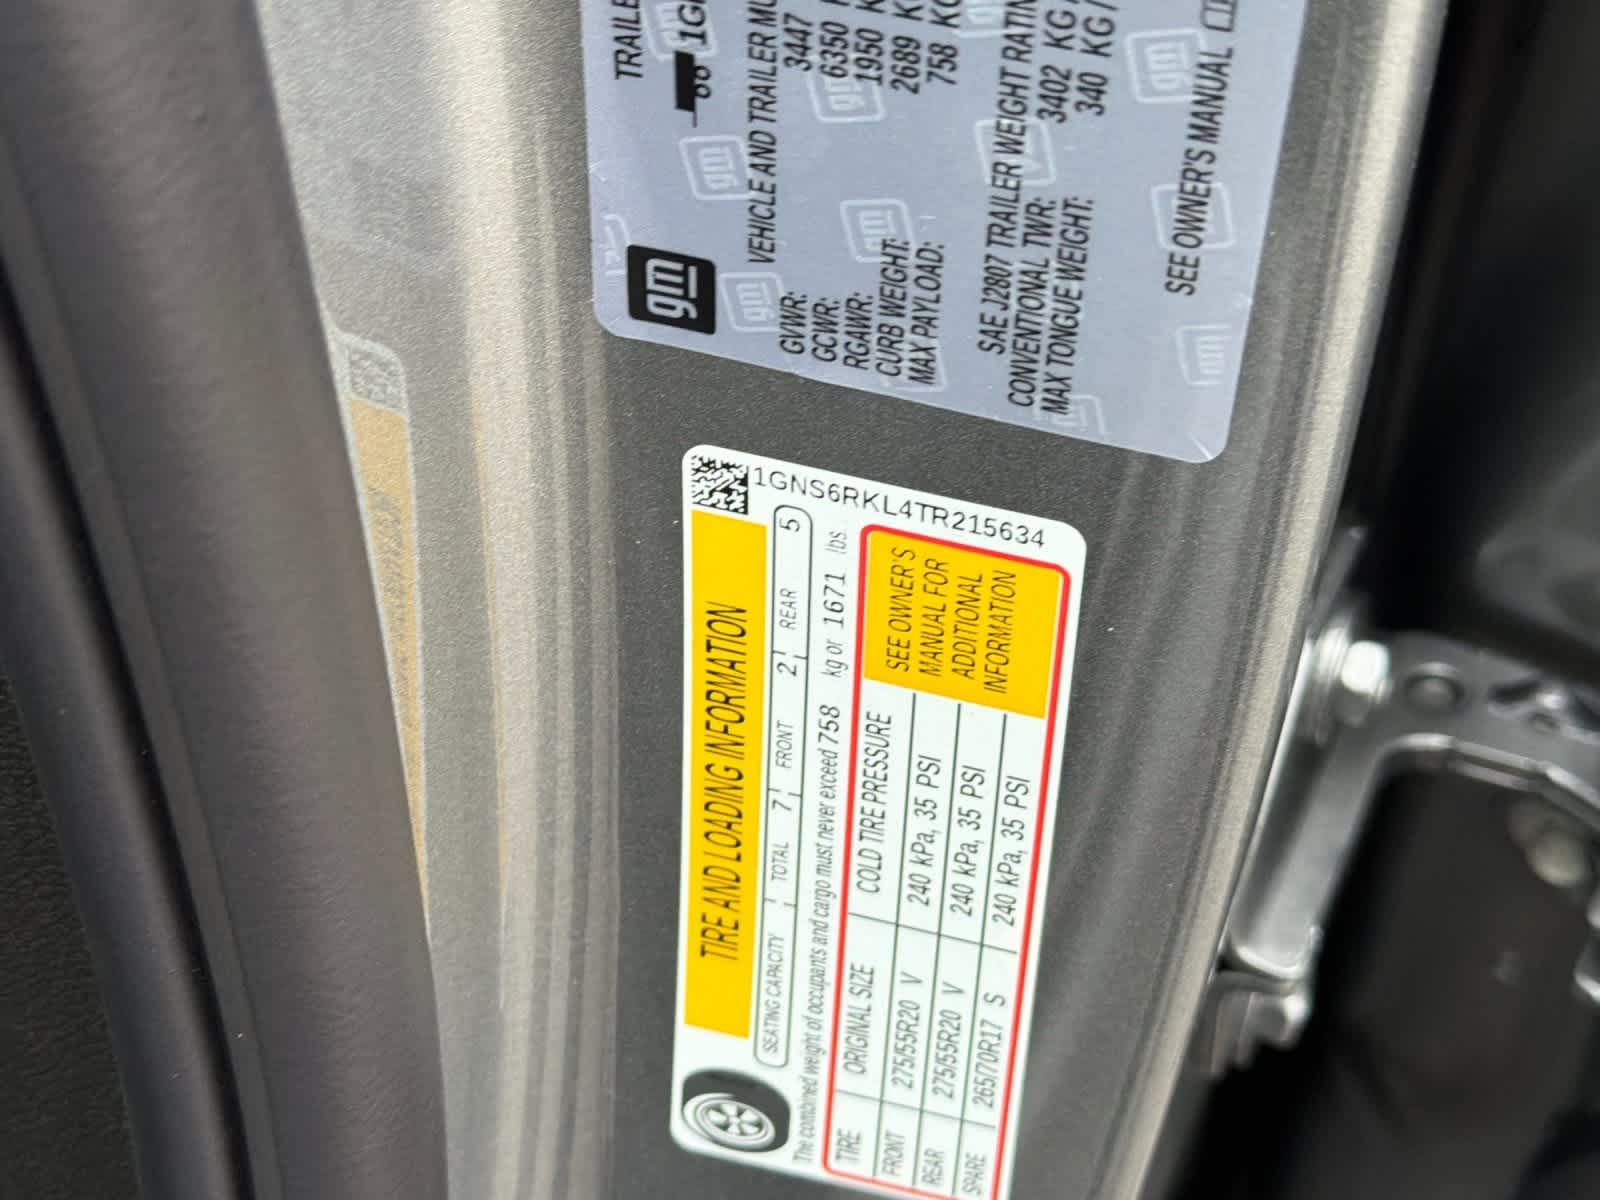 TRAILE
1G
VEHICLE AND TRAILER MU
GVWR: 3447
GCWR: 6350
RGAWR: 1950 K
CURB WEIGHT: 2689 K
MAX PAYLOAD: 758 KG
SAE J2807 TRAILER WEIGHT RATIN
CONVENTIONAL TWR: 3402 KG/
MAX TONGUE WEIGHT: 340 KG/
SEE OWNER'S MANUAL
gm
TIRE AND LOADING INFORMATION
SEATING CAPACITY TOTAL 7 FRONT 2 REAR 5
The combined weight of occupants and cargo must never exceed 758 kg or 1671 lbs.
TIRE ORIGINAL SIZE COLD TIRE PRESSURE
FRONT 275/55R20 V 240 kPa, 35 PSI
REAR 275/55R20 V 240 kPa, 35 PSI
SPARE 265/70R17 S 240 kPa, 35 PSI
SEE OWNER'S
MANUAL FOR
ADDITIONAL
INFORMATION
1GNS6RKL4TR215634